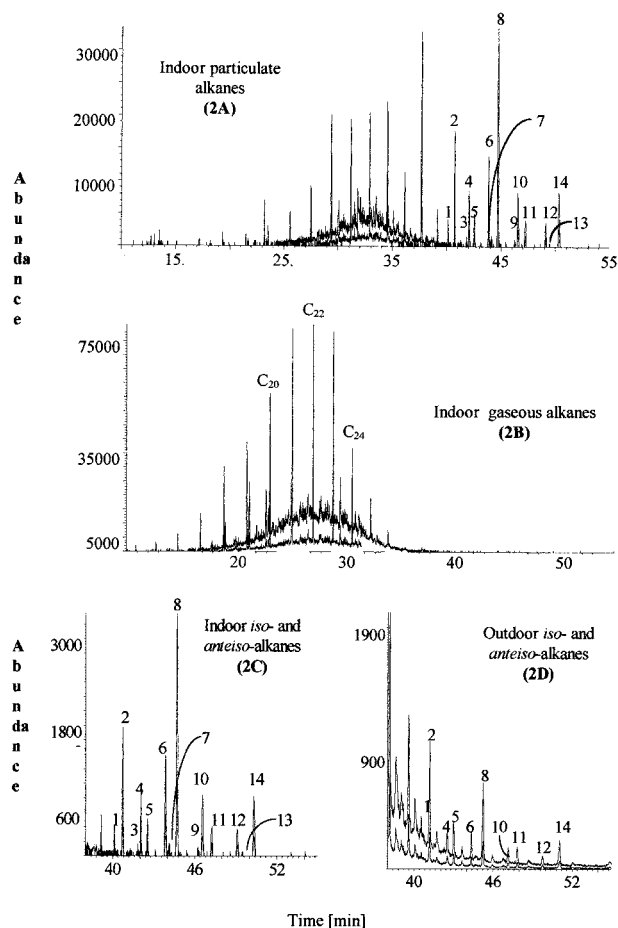 Indoor particulate
alkanes
(2A)
30000
20000
10000
1
2
3
4
5
6
7
8
9
10
11
12
13
14
15.
25
35
45
55
A
b
u
n
da
n
c
e
Indoor gaseous alkanes
(2B)
75000
35000
5000
C20
C22
C24
20
30
40
50
Indoor iso- and
anteiso-alkanes
(2C)
3000
1800
600
1
2
3
4
5
6
7
8
9
10
11
12
13
14
40
46
52
A
b
u
n
da
n
c
e
Outdoor iso- and
anteiso-alkanes
(2D)
1900
900
1
2
4
5
6
8
10
11
12
14
40
46
52
Time [min]